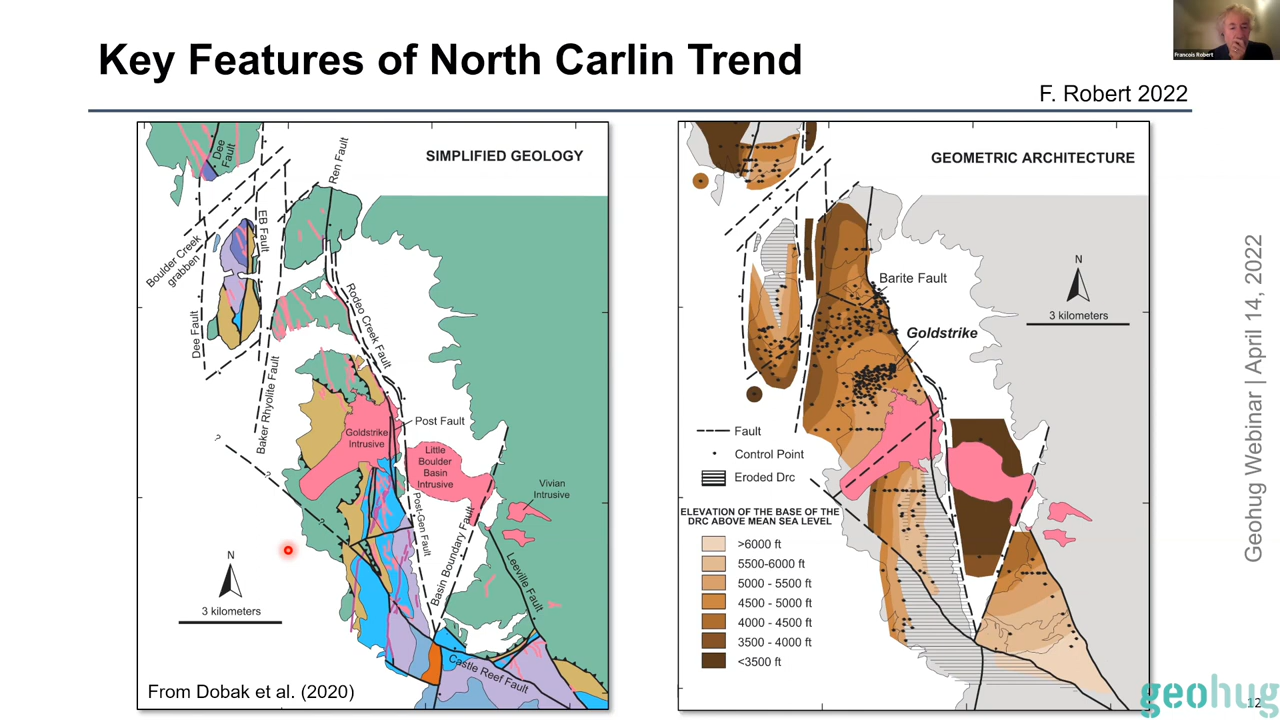 Key Features of North Carlin Trend
Francois Robert
F. Robert 2022
SIMPLIFIED GEOLOGY
Dee
Fault
Ren Fault
EB Fault
Boulder Creek
grabben
Dee Fault
Rodeo Creek Fault
Baker Rhyolite Fault
Goldstrike
Intrusive
Post Fault
Little
Boulder
Basin
Intrusive
Vivian
Intrusive
?
?
?
Post-Gen Fault
Basin Boundary Fault
Leeville Fault
Castle Reef Fault
N
3 kilometers
From Dobak et al. (2020)
GEOMETRIC ARCHITECTURE
Barite Fault
Goldstrike
N
3 kilometers
Fault
Control Point
Eroded Drc
ELEVATION OF THE BASE OF THE
DRC ABOVE MEAN SEA LEVEL
>6000 ft
5500-6000 ft
5000 - 5500 ft
4500 - 5000 ft
4000 - 4500 ft
3500 - 4000 ft
<3500 ft
Geohug Webinar | April 14, 2022
geohug
12